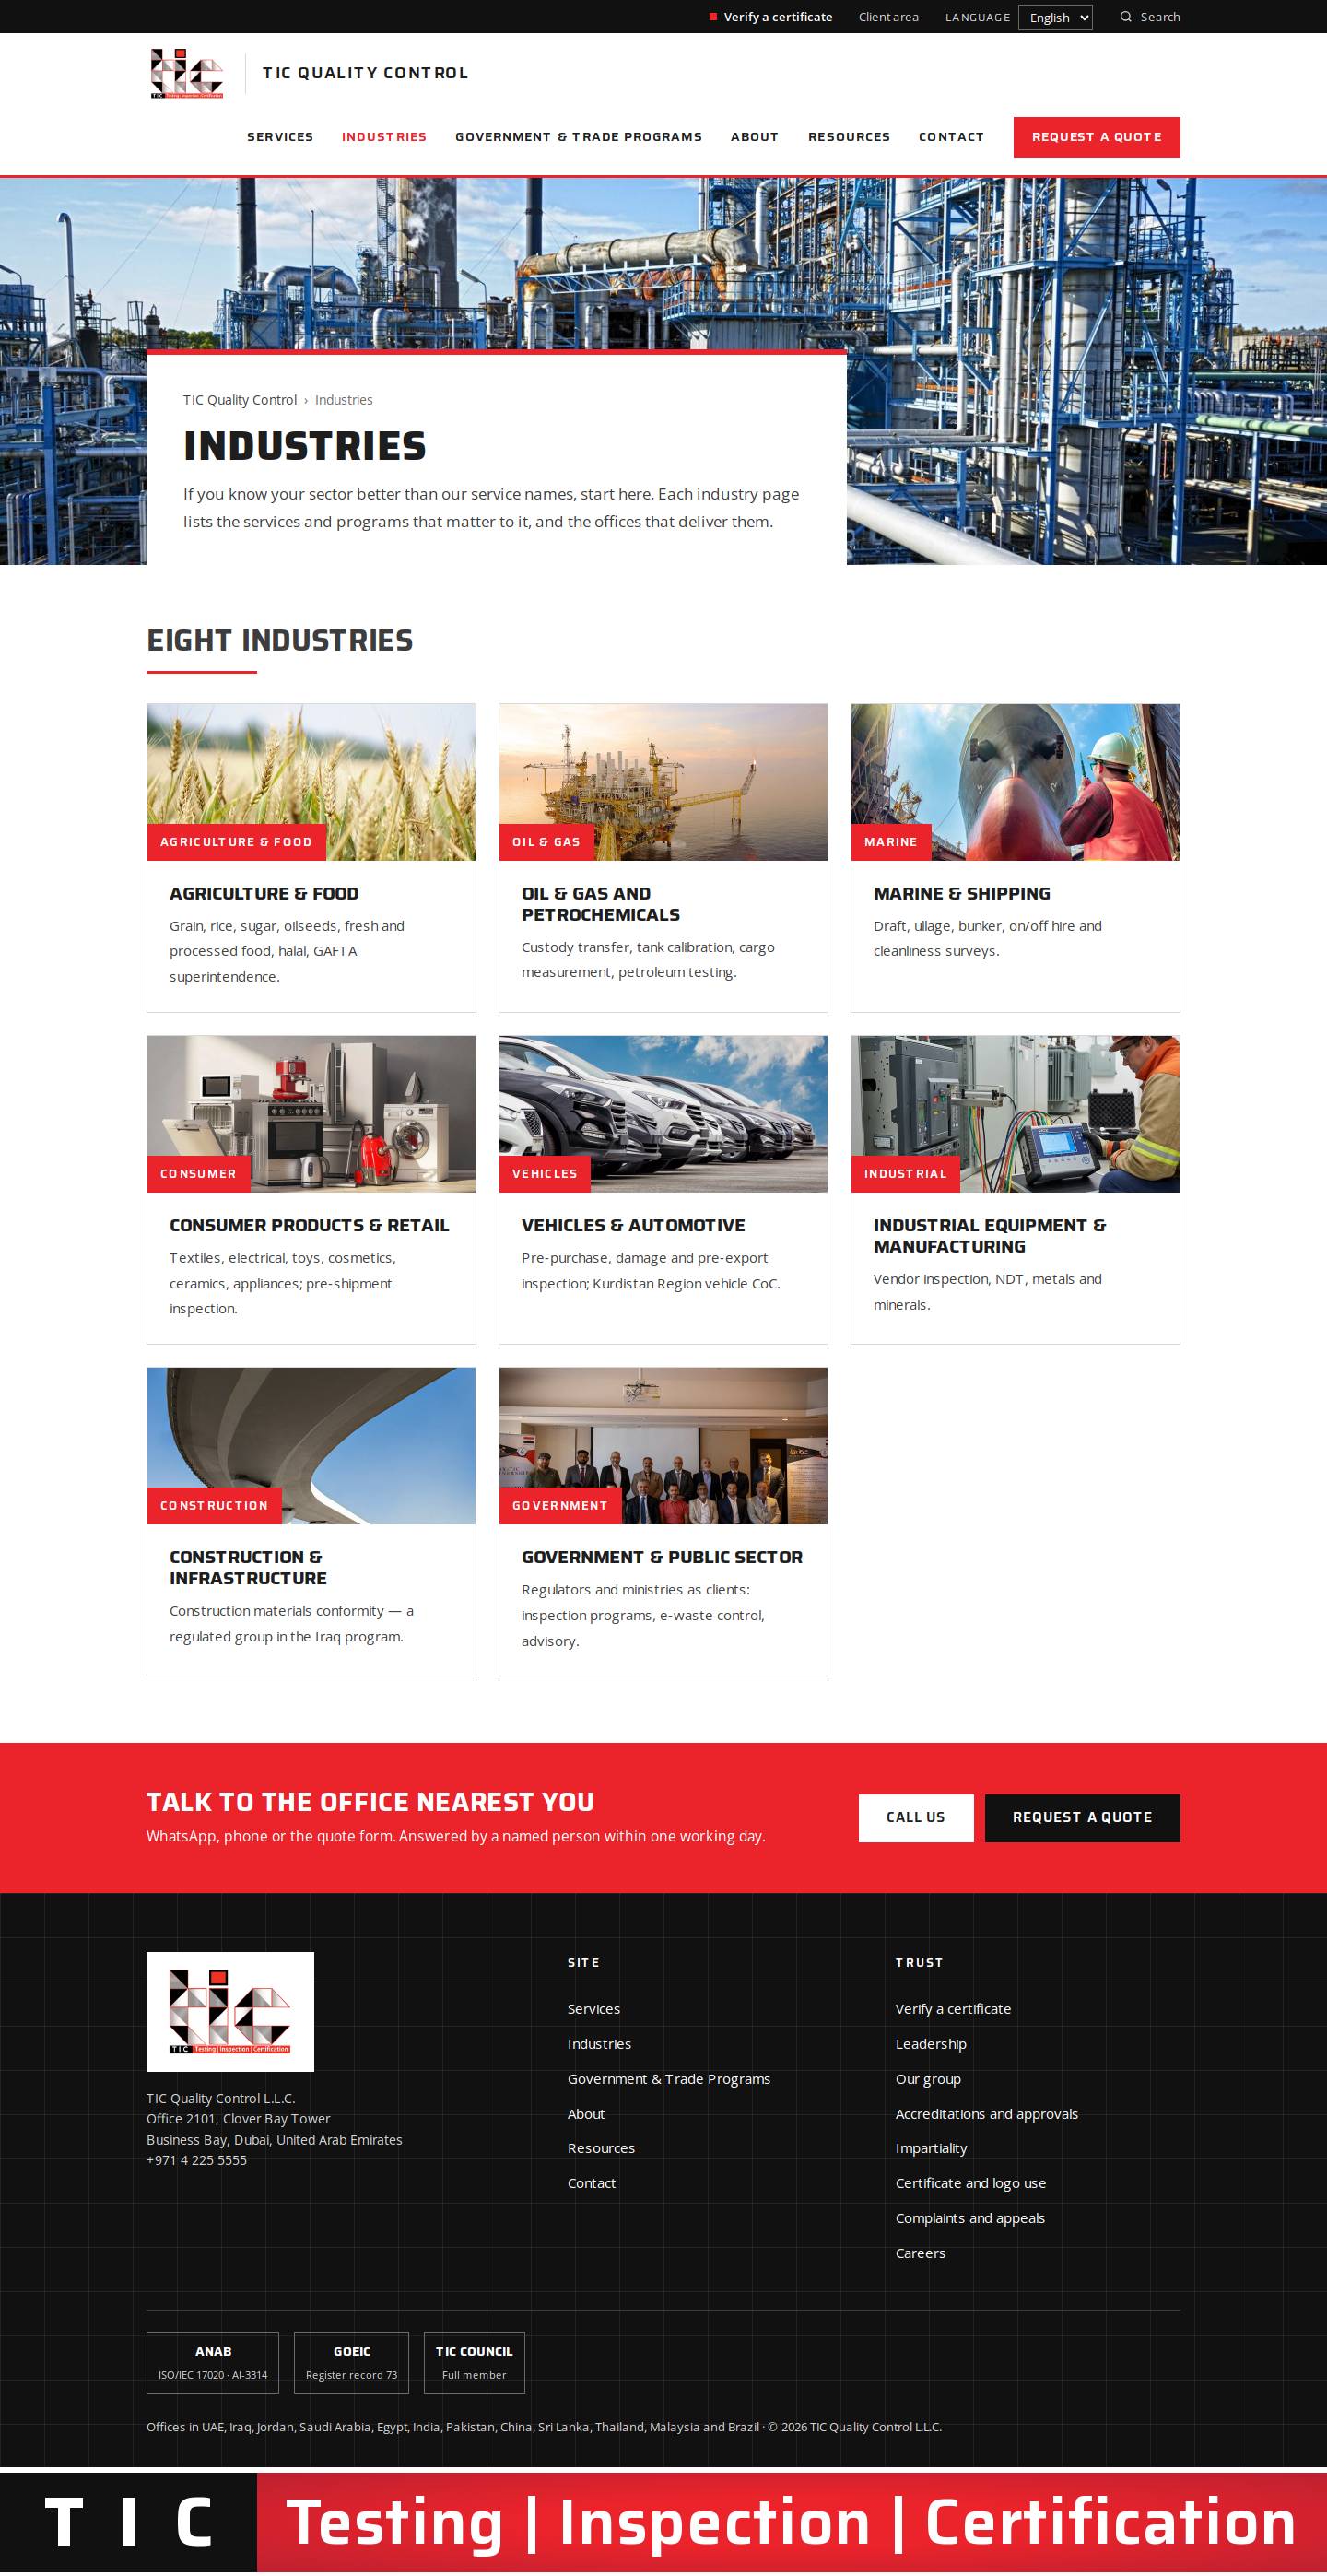 Verify a certificate Client area LANGUAGE English Search
tic
TIC Testing | Inspection | Certification
TIC QUALITY CONTROL
SERVICES INDUSTRIES GOVERNMENT & TRADE PROGRAMS ABOUT RESOURCES CONTACT REQUEST A QUOTE
TIC Quality Control › Industries
INDUSTRIES
If you know your sector better than our service names, start here. Each industry page
lists the services and programs that matter to it, and the offices that deliver them.
EIGHT INDUSTRIES
AGRICULTURE & FOOD
AGRICULTURE & FOOD
Grain, rice, sugar, oilseeds, fresh and
processed food, halal, GAFTA
superintendence.
OIL & GAS
OIL & GAS AND
PETROCHEMICALS
Custody transfer, tank calibration, cargo
measurement, petroleum testing.
MARINE
MARINE & SHIPPING
Draft, ullage, bunker, on/off hire and
cleanliness surveys.
CONSUMER
CONSUMER PRODUCTS & RETAIL
Textiles, electrical, toys, cosmetics,
ceramics, appliances; pre-shipment
inspection.
VEHICLES
VEHICLES & AUTOMOTIVE
Pre-purchase, damage and pre-export
inspection; Kurdistan Region vehicle CoC.
INDUSTRIAL
INDUSTRIAL EQUIPMENT &
MANUFACTURING
Vendor inspection, NDT, metals and
minerals.
CONSTRUCTION
CONSTRUCTION &
INFRASTRUCTURE
Construction materials conformity — a
regulated group in the Iraq program.
GOVERNMENT
GOVERNMENT & PUBLIC SECTOR
Regulators and ministries as clients:
inspection programs, e-waste control,
advisory.
TALK TO THE OFFICE NEAREST YOU
WhatsApp, phone or the quote form. Answered by a named person within one working day.
CALL US REQUEST A QUOTE
tic
TIC Testing | Inspection | Certification
TIC Quality Control L.L.C.
Office 2101, Clover Bay Tower
Business Bay, Dubai, United Arab Emirates
+971 4 225 5555
SITE
Services
Industries
Government & Trade Programs
About
Resources
Contact
TRUST
Verify a certificate
Leadership
Our group
Accreditations and approvals
Impartiality
Certificate and logo use
Complaints and appeals
Careers
ANAB
ISO/IEC 17020 · AI-3314
GOEIC
Register record 73
TIC COUNCIL
Full member
Offices in UAE, Iraq, Jordan, Saudi Arabia, Egypt, India, Pakistan, China, Sri Lanka, Thailand, Malaysia and Brazil · © 2026 TIC Quality Control L.L.C.
TIC Testing | Inspection | Certification